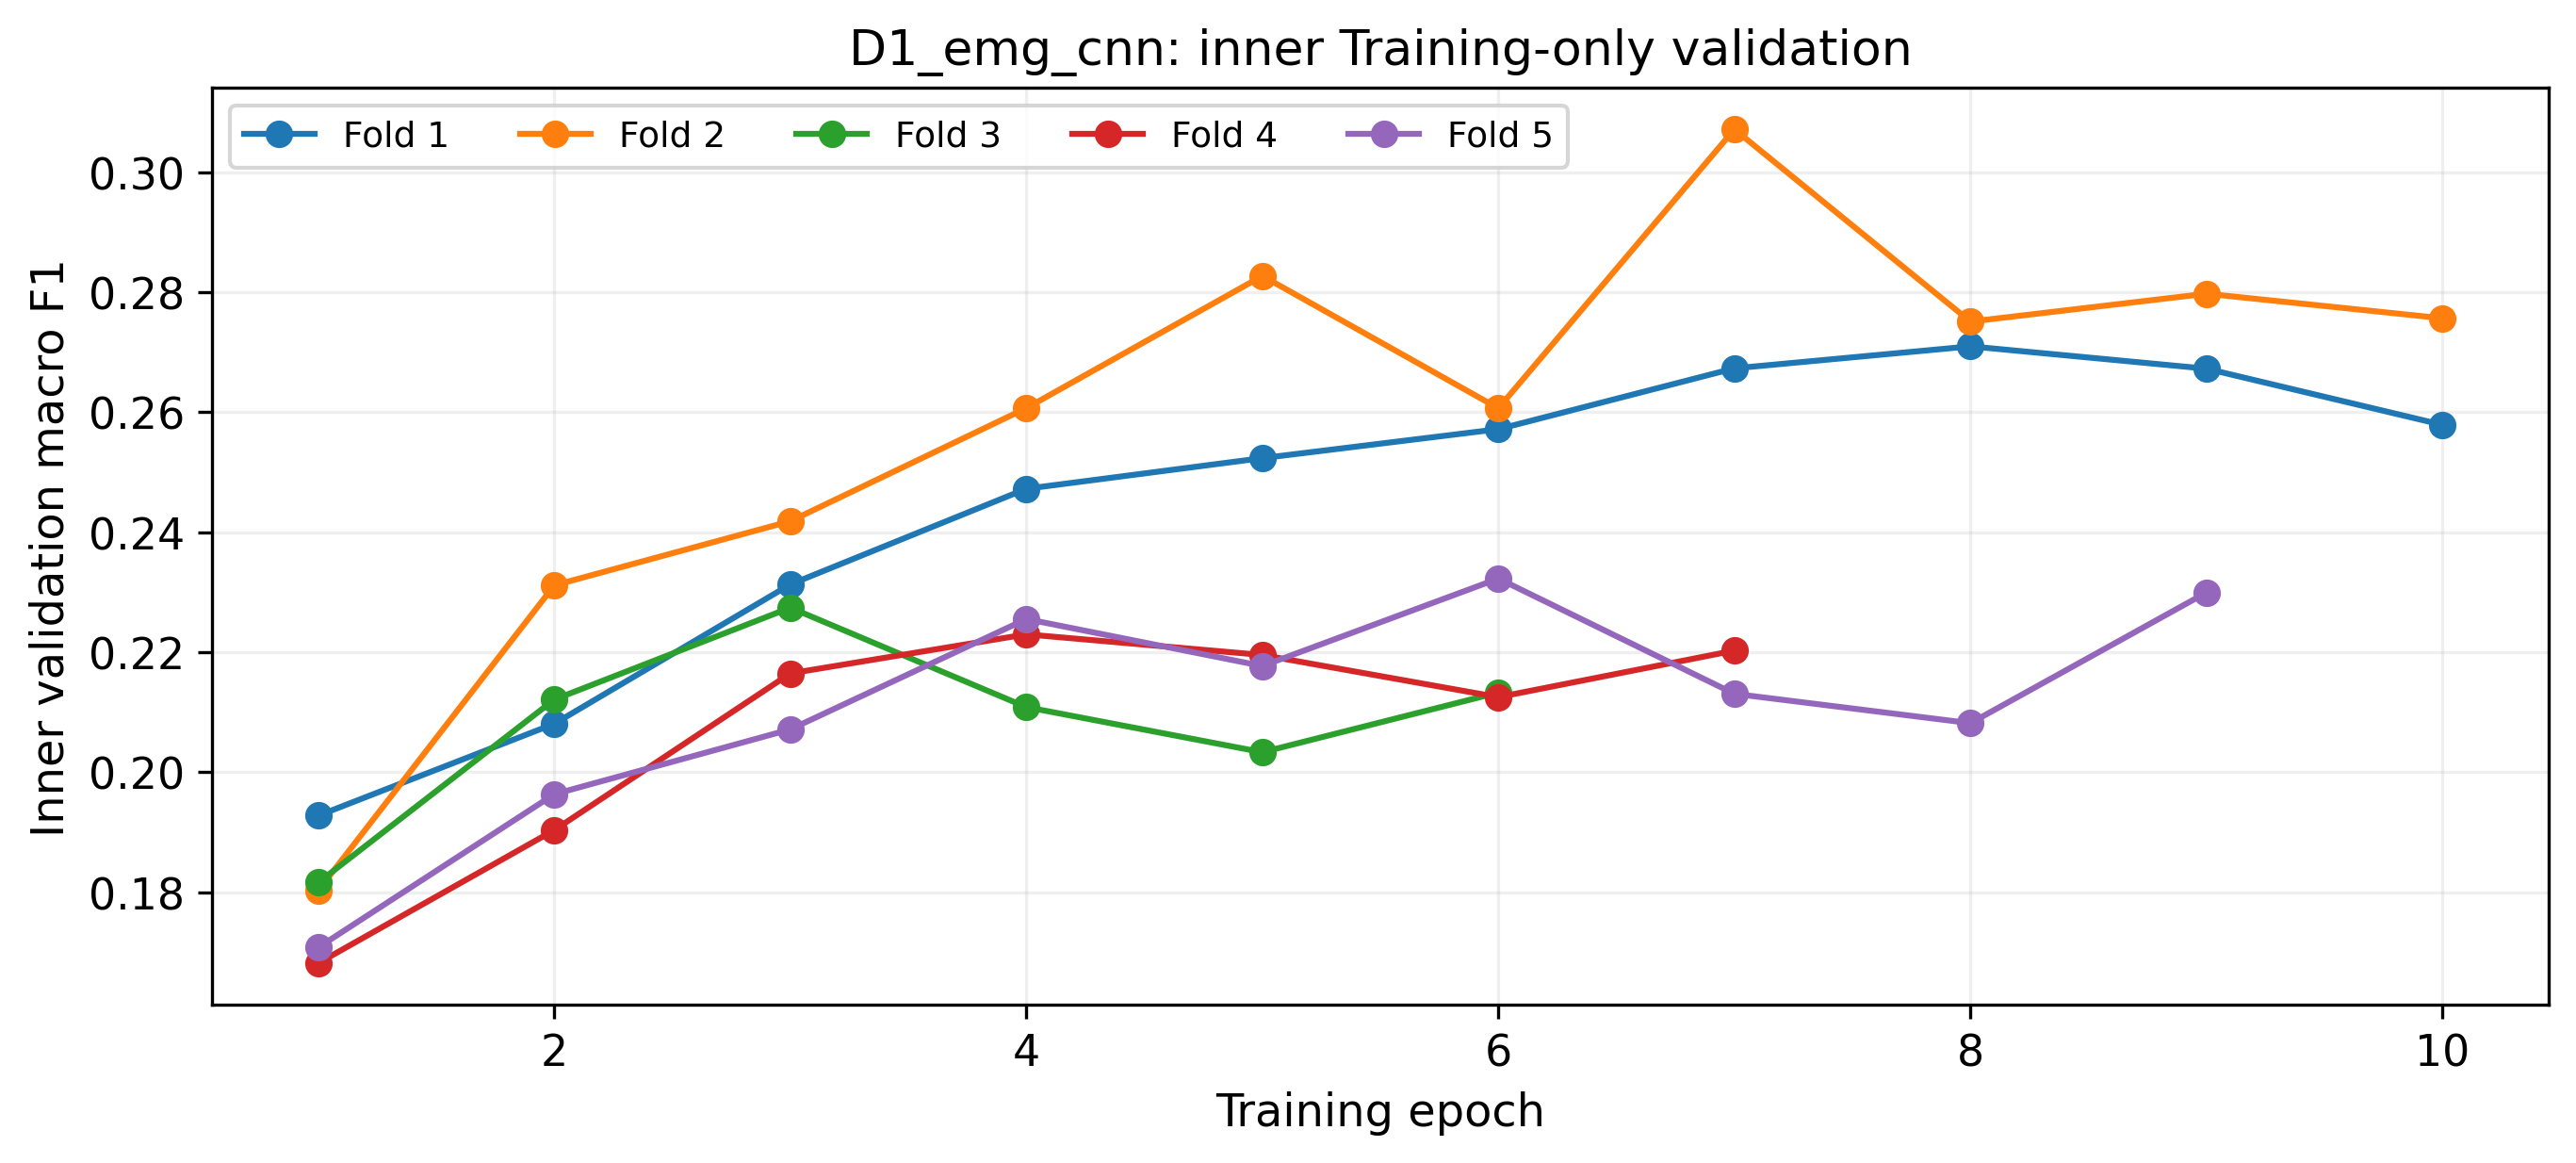 D1_emg_cnn: inner Training-only validation
Fold 1 Fold 2 Fold 3 Fold 4 Fold 5
Inner validation macro F1
0.30
0.28
0.26
0.24
0.22
0.20
0.18
2 4 6 8 10
Training epoch